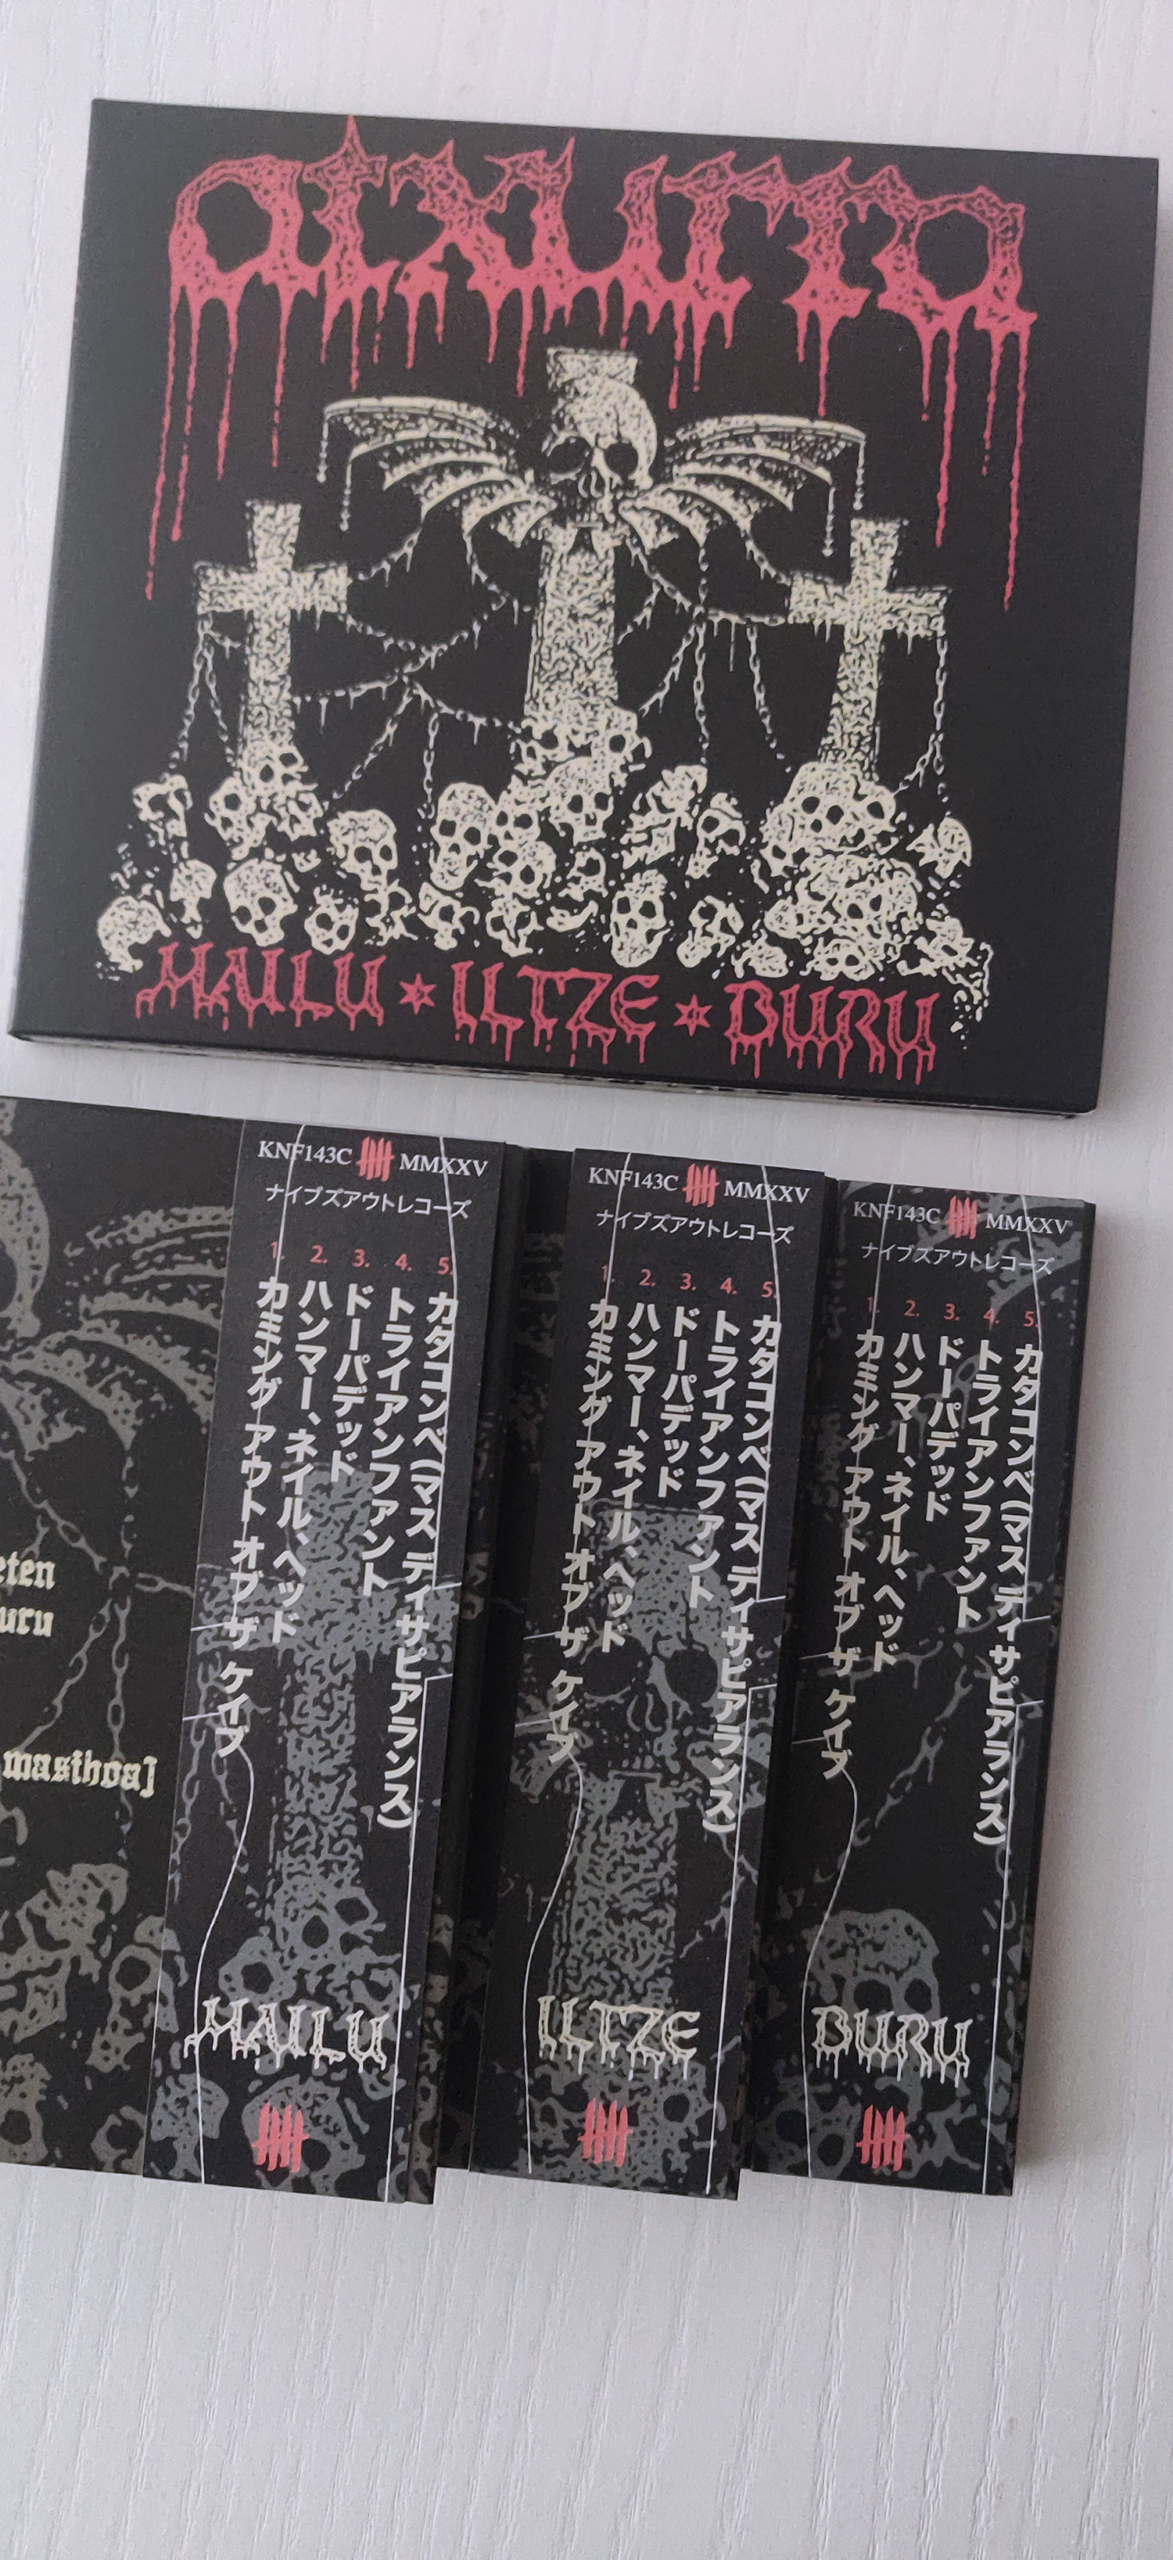 atxurra
MAILU ✶ ILTZE ✶ BURU
eten
uru
masihoa]
KNF143C MMXXV
ナイブズアウトレコーズ
1. カミング アウト オブ ザ ケイブ
2. ハンマー、ネイル、ヘッド
3. ドーパデッド
4. トライアンファント
5. カタコンベ(マス ディサピアランス)
MAILU
KNF143C MMXXV
ナイブズアウトレコーズ
1. カミング アウト オブ ザ ケイブ
2. ハンマー、ネイル、ヘッド
3. ドーパデッド
4. トライアンファント
5. カタコンベ(マス ディサピアランス)
ILTZE
KNF143C MMXXV
ナイブズアウトレコーズ
1. カミング アウト オブ ザ ケイブ
2. ハンマー、ネイル、ヘッド
3. ドーパデッド
4. トライアンファント
5. カタコンベ(マス ディサピアランス)
BURU